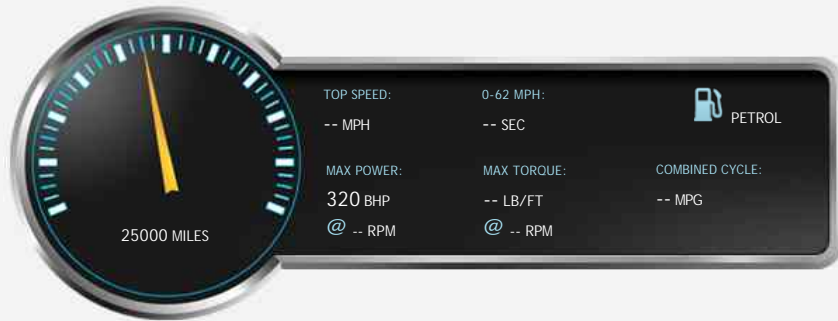 TOP SPEED:
-- MPH
0-62 MPH:
-- SEC
PETROL
MAX POWER:
320 BHP
@ -- RPM
MAX TORQUE:
-- LB/FT
@ -- RPM
COMBINED CYCLE:
-- MPG
25000 MILES